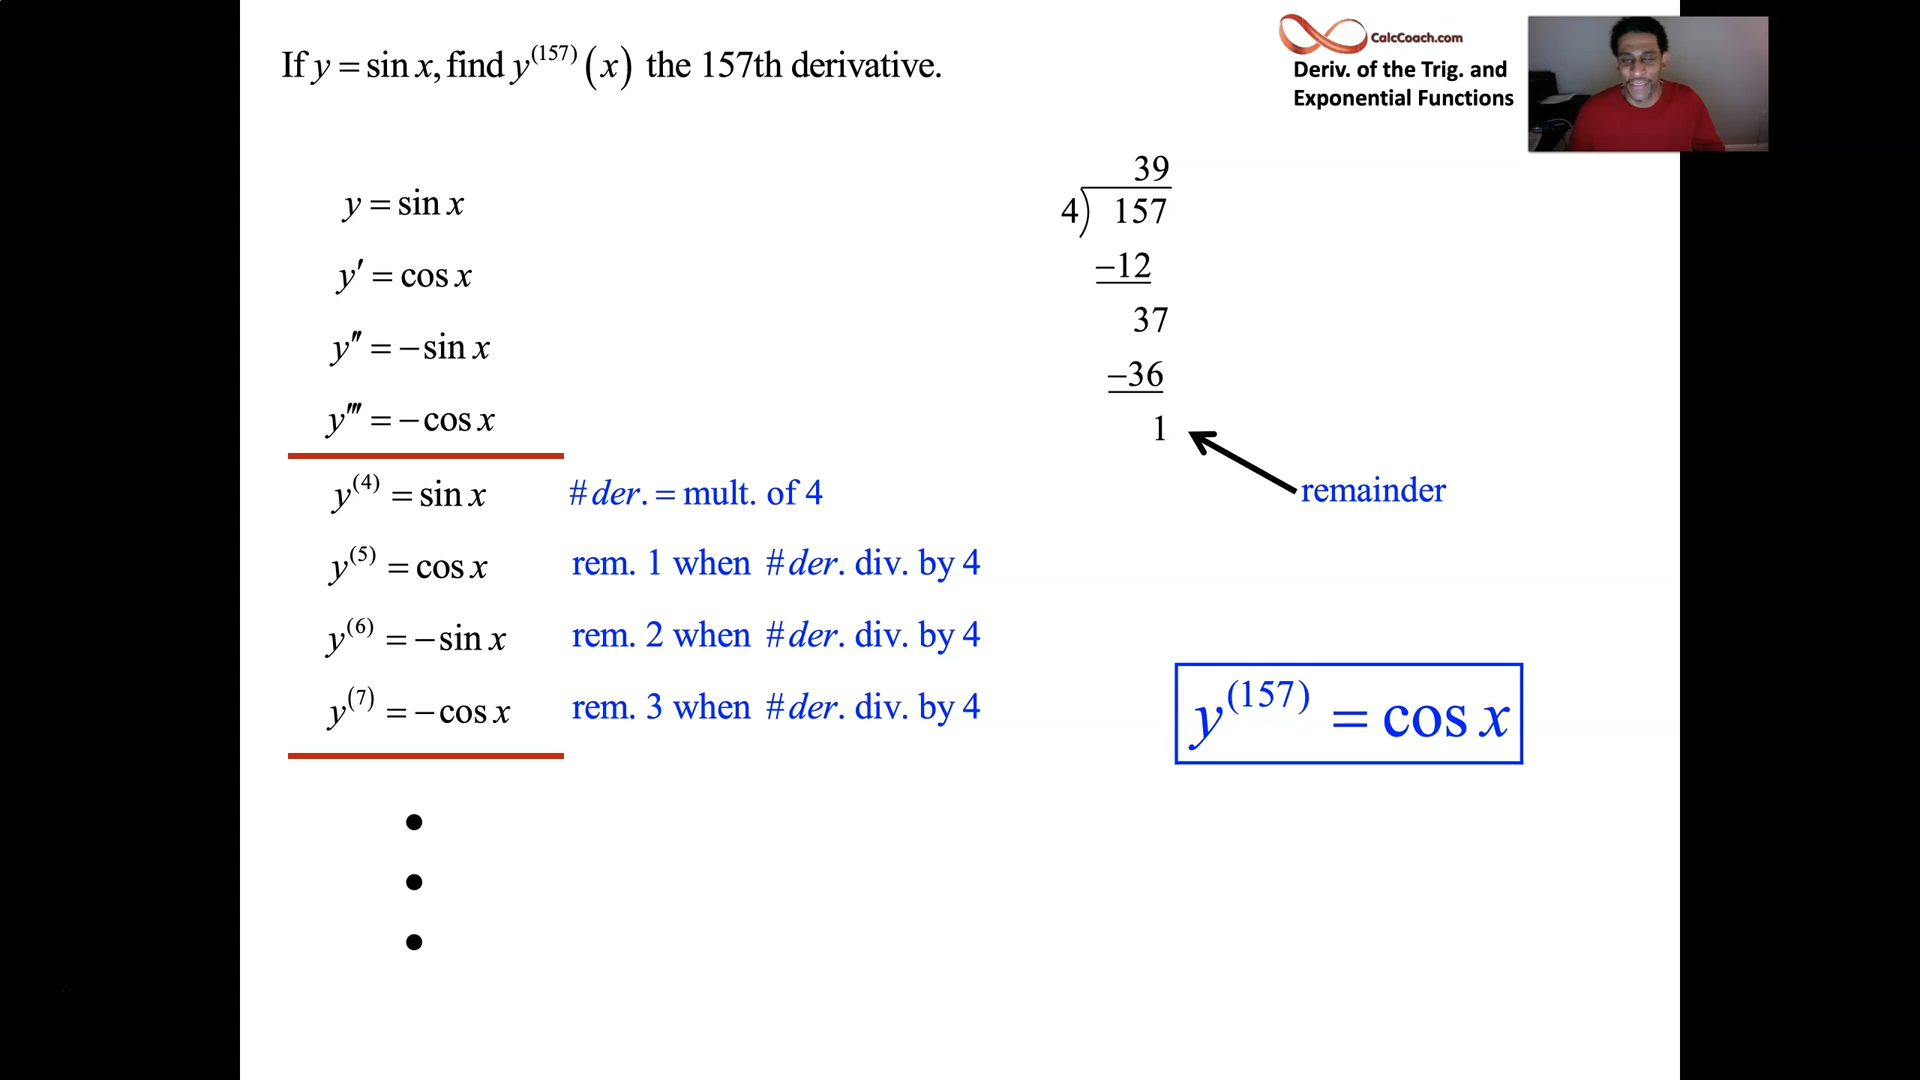 If y = sin x, find y⁽¹⁵⁷⁾(x) the 157th derivative.
CalcCoach.com
Deriv. of the Trig. and
Exponential Functions
y = sin x
y′ = cos x
y″ = −sin x
y‴ = −cos x
y⁽⁴⁾ = sin x # der. = mult. of 4
y⁽⁵⁾ = cos x rem. 1 when # der. div. by 4
y⁽⁶⁾ = −sin x rem. 2 when # der. div. by 4
y⁽⁷⁾ = −cos x rem. 3 when # der. div. by 4
39
4) 157
−12
37
−36
1
remainder
y⁽¹⁵⁷⁾ = cos x